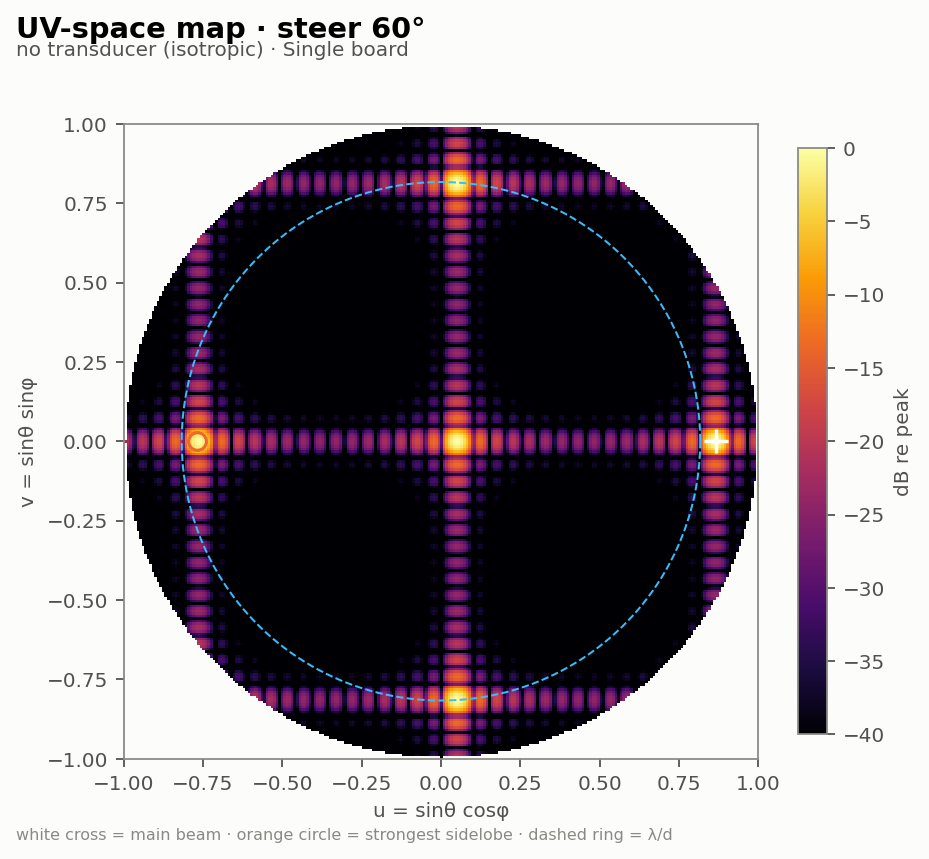 UV-space map · steer 60°
no transducer (isotropic) · Single board
1.00
0.75
0.50
0.25
0.00
−0.25
−0.50
−0.75
−1.00
v = sinθ sinφ
−1.00 −0.75 −0.50 −0.25 0.00 0.25 0.50 0.75 1.00
u = sinθ cosφ
0
−5
−10
−15
−20
−25
−30
−35
−40
dB re peak
white cross = main beam · orange circle = strongest sidelobe · dashed ring = λ/d